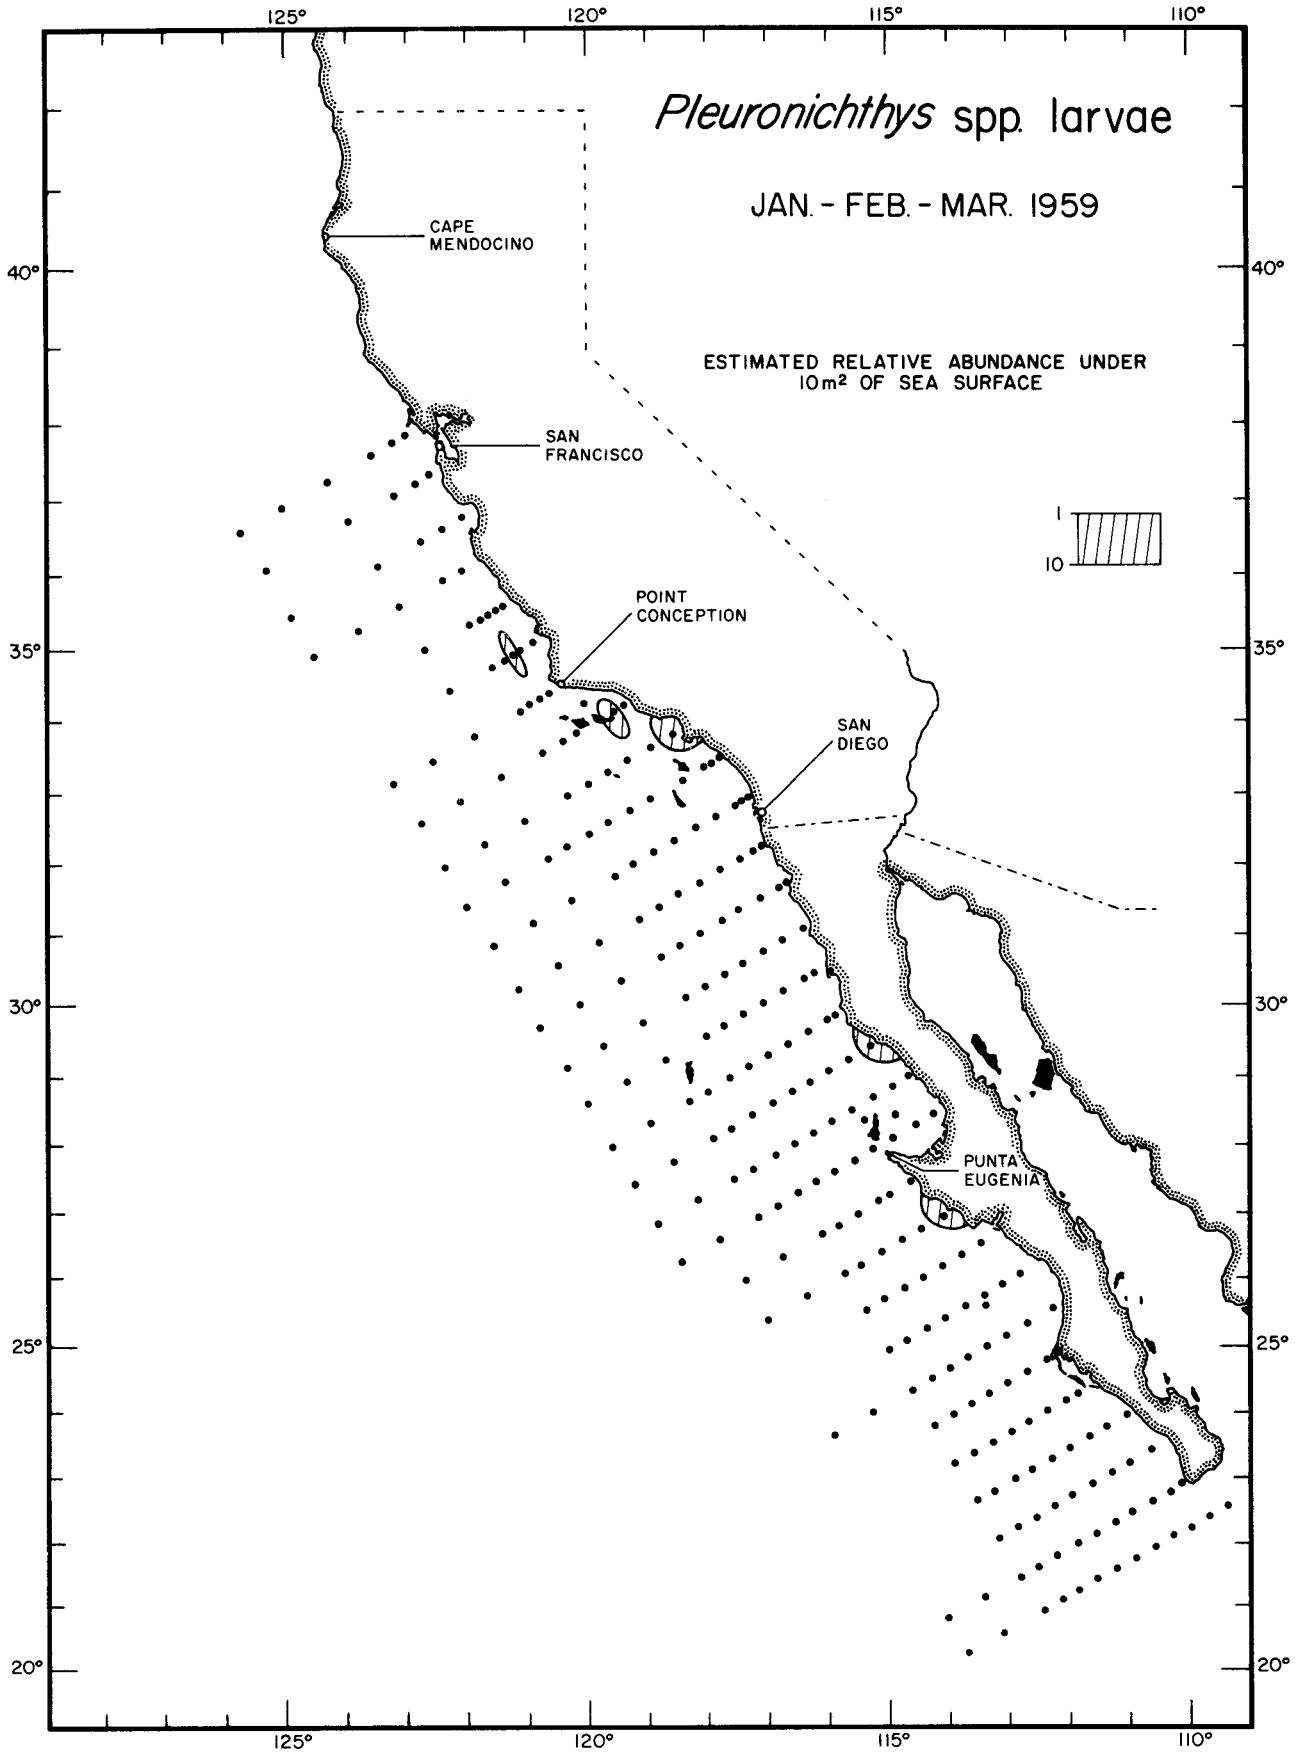 125° 120° 115° 110°
Pleuronichthys spp. larvae
JAN. - FEB. - MAR. 1959
CAPE
MENDOCINO
40° 40°
ESTIMATED RELATIVE ABUNDANCE UNDER
10m² OF SEA SURFACE
SAN
FRANCISCO
1
10
POINT
CONCEPTION
35° 35°
SAN
DIEGO
30° 30°
PUNTA
EUGENIA
25° 25°
20° 20°
125° 120° 115° 110°